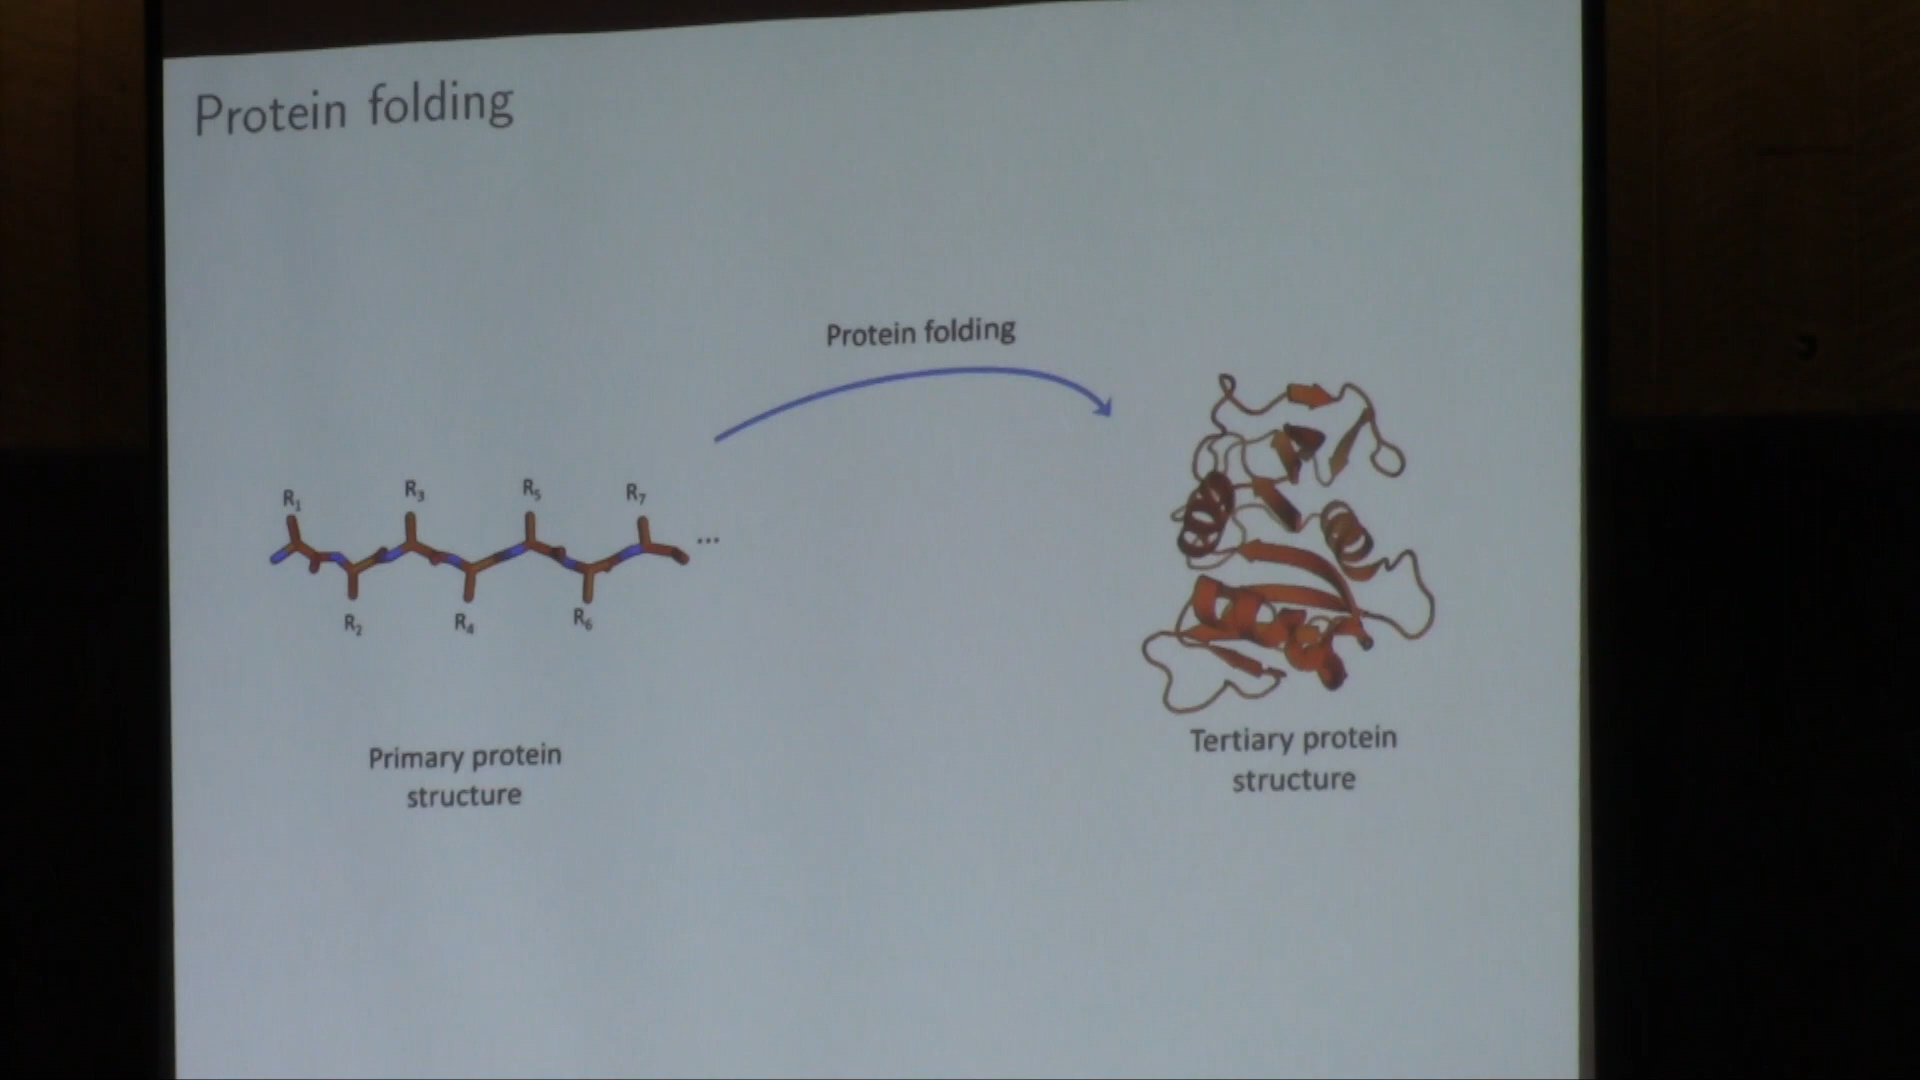 Protein folding
Protein folding
R₁
R₃
R₅
R₇
...
R₂
R₄
R₆
Primary protein
structure
Tertiary protein
structure